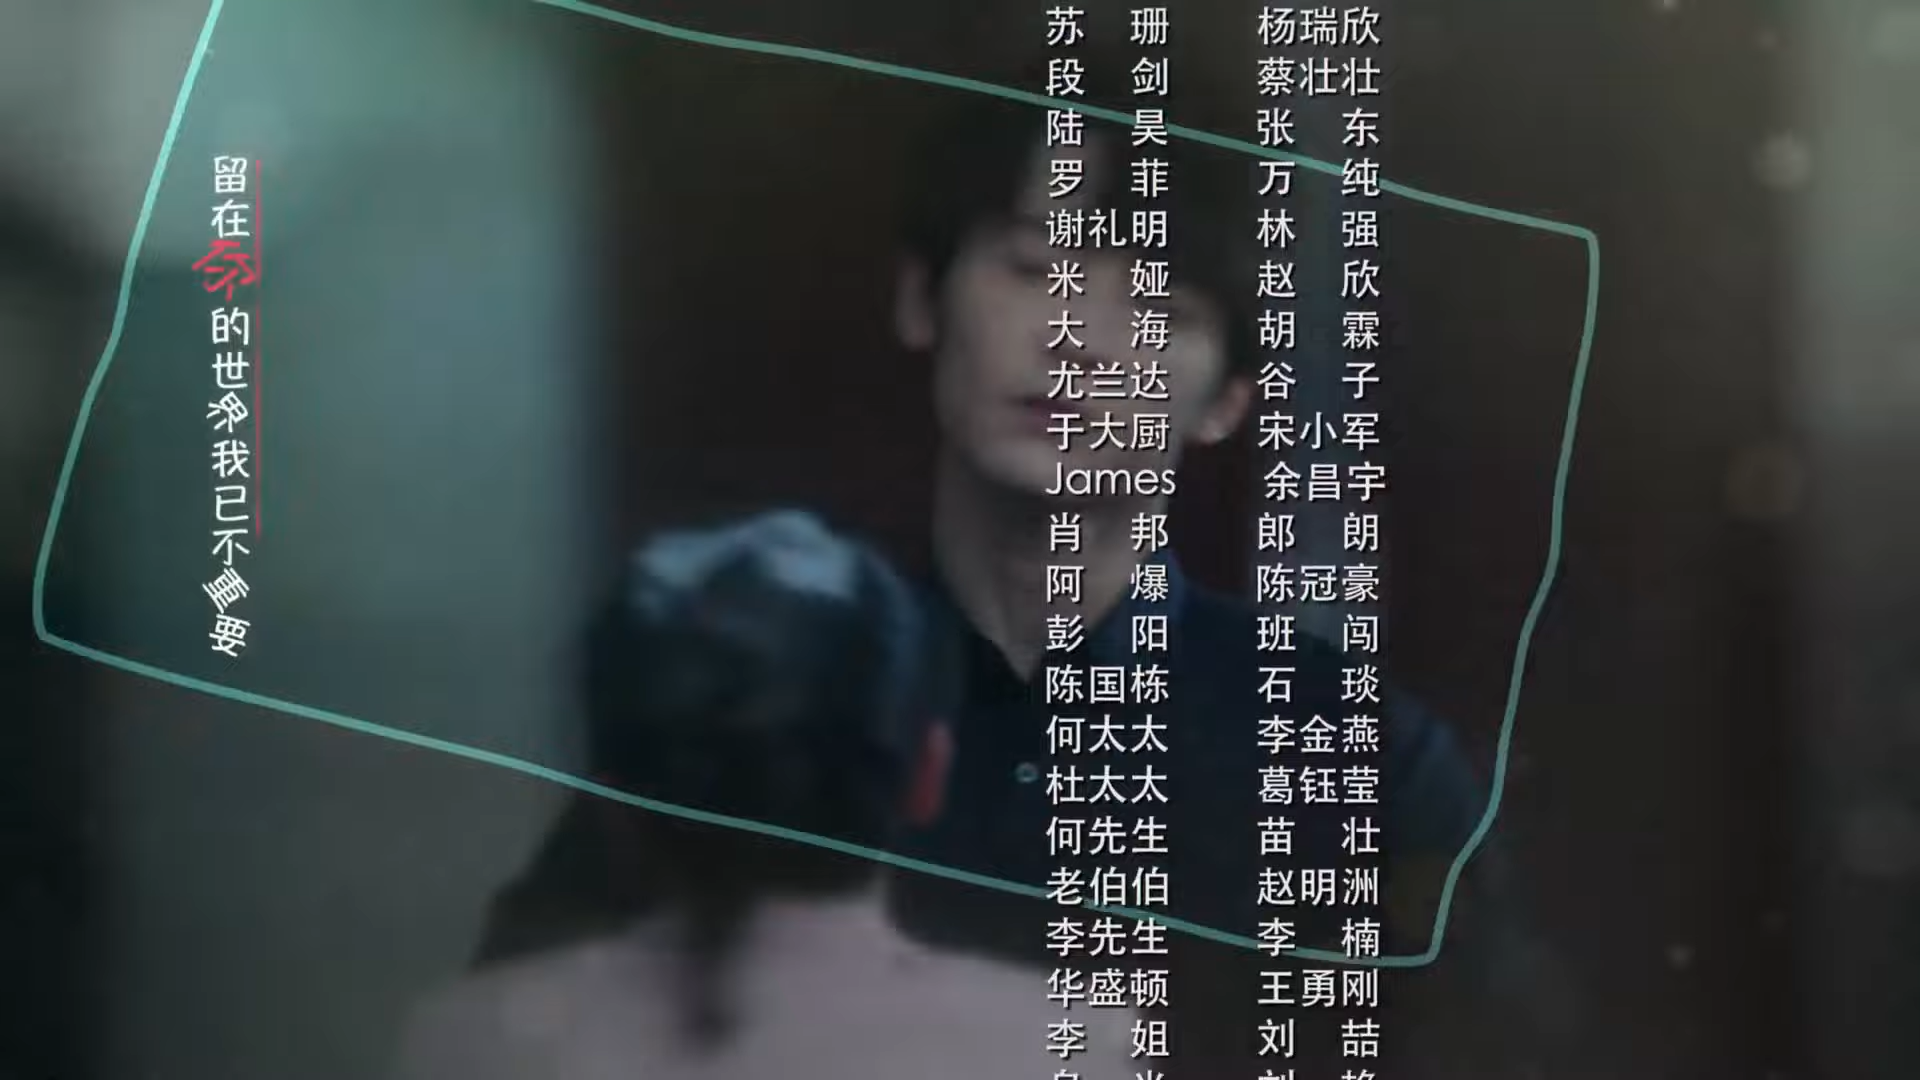 留在你的世界我已不重要
苏珊 杨瑞欣
段剑 蔡壮壮
陆昊 张东
罗菲 万纯
谢礼明 林强
米娅 赵欣
大海 胡霖
尤兰达 谷子
于大厨 宋小军
James 余昌宇
肖邦 郎朗
阿爆 陈冠豪
彭阳 班闯
陈国栋 石琰
何太太 李金燕
杜太太 葛钰莹
何先生 苗壮
老伯伯 赵明洲
李先生 李楠
华盛顿 王勇刚
李姐 刘喆